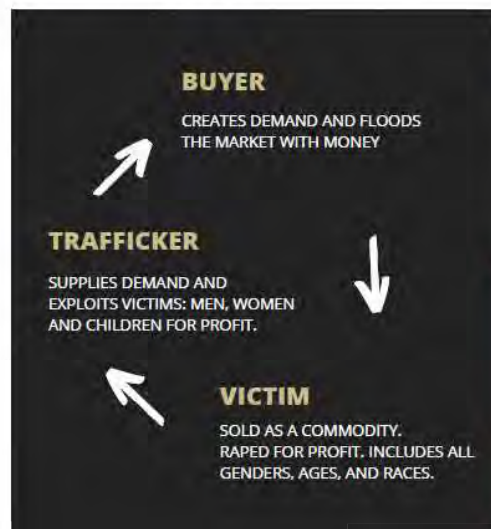 BUYER
CREATES DEMAND AND FLOODS
THE MARKET WITH MONEY
TRAFFICKER
SUPPLIES DEMAND AND
EXPLOITS VICTIMS: MEN, WOMEN
AND CHILDREN FOR PROFIT.
VICTIM
SOLD AS A COMMODITY.
RAPED FOR PROFIT. INCLUDES ALL
GENDERS, AGES, AND RACES.